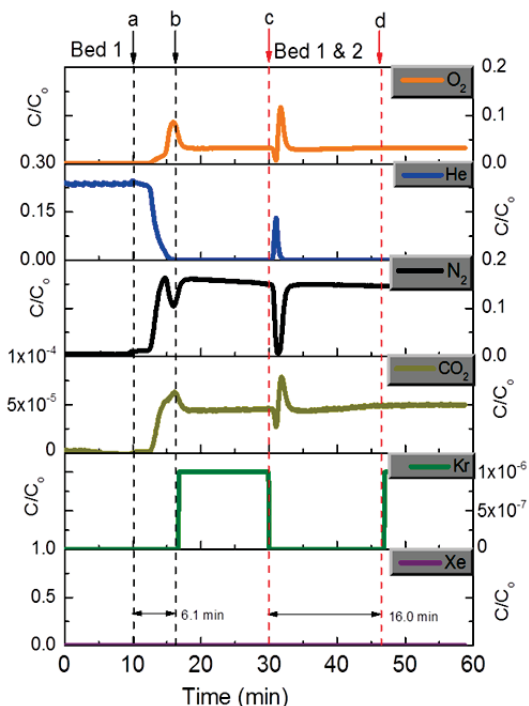 a b c d
Bed 1 Bed 1 & 2
C/C₀ 0.2
O₂
0.1
0.30 0.0
He
0.15
C/C₀ C/C₀
0.00 0.2
N₂
C/C₀ 0.1
1x10⁻⁴ 0.0
CO₂
5x10⁻⁵
C/C₀
0
Kr
C/C₀ 1x10⁻⁶
5x10⁻⁷
1.0 0
Xe
0.5 C/C₀
6.1 min 16.0 min
0.0
0 10 20 30 40 50 60
Time (min)